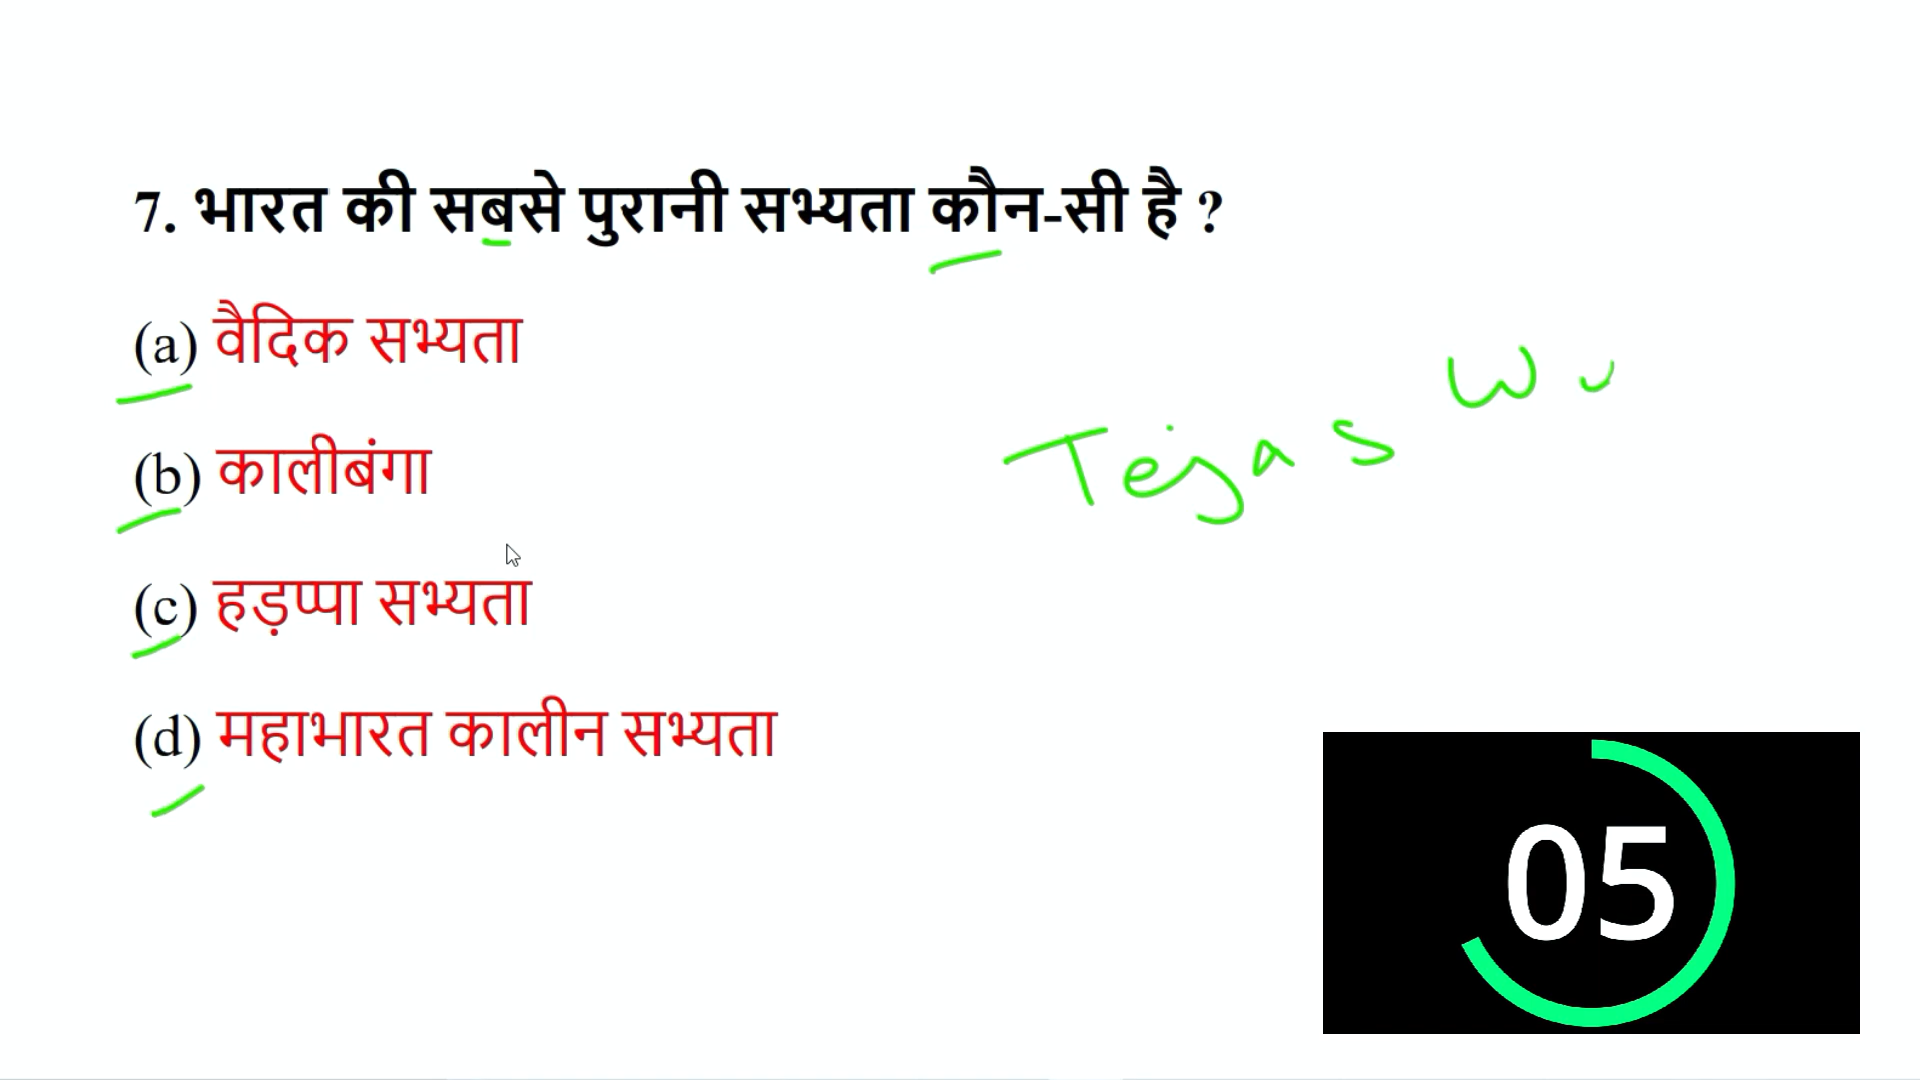 7. भारत की सबसे पुरानी सभ्यता कौन-सी है ?
(a) वैदिक सभ्यता
(b) कालीबंगा
(c) हड़प्पा सभ्यता
(d) महाभारत कालीन सभ्यता
Tejas
05